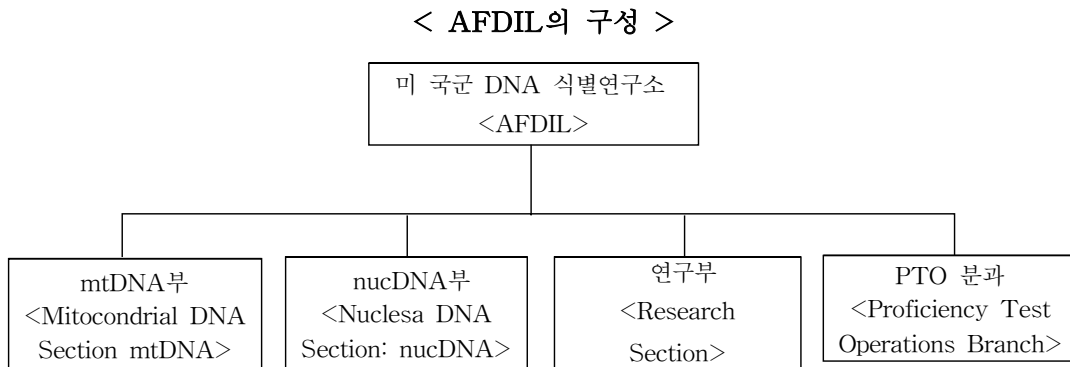 < AFDIL의 구성 >
미 국군 DNA 식별연구소
<AFDIL>
mtDNA부
<Mitocondrial DNA
Section mtDNA>
nucDNA부
<Nuclesa DNA
Section: nucDNA>
연구부
<Research
Section>
PTO 분과
<Proficiency Test
Operations Branch>